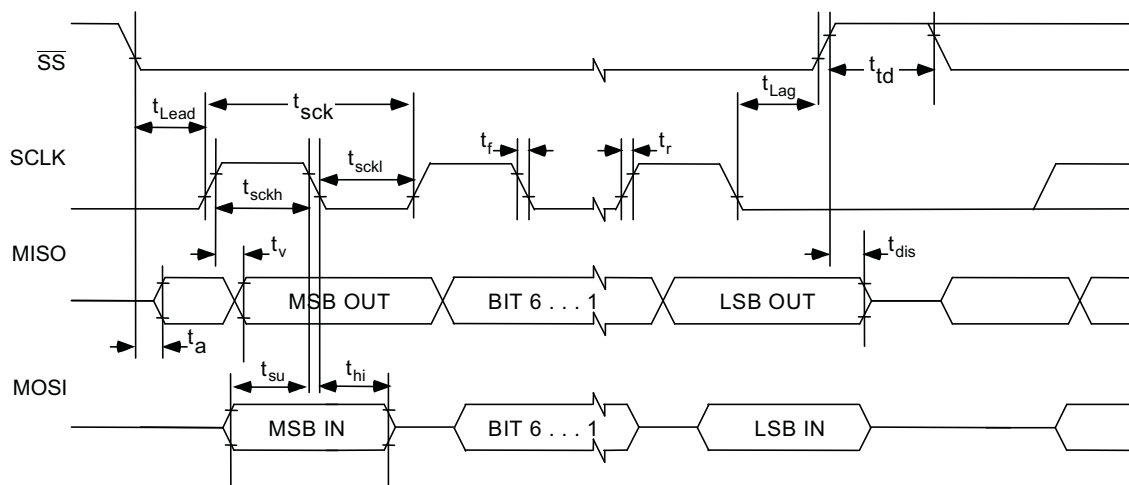 SS
t_td
t_Lag
t_Lead
t_sck
SCLK
t_f
t_r
t_sckl
t_sckh
MISO
t_v
t_dis
MSB OUT
BIT 6 . . . 1
LSB OUT
t_a
MOSI
t_su
t_hi
MSB IN
BIT 6 . . . 1
LSB IN